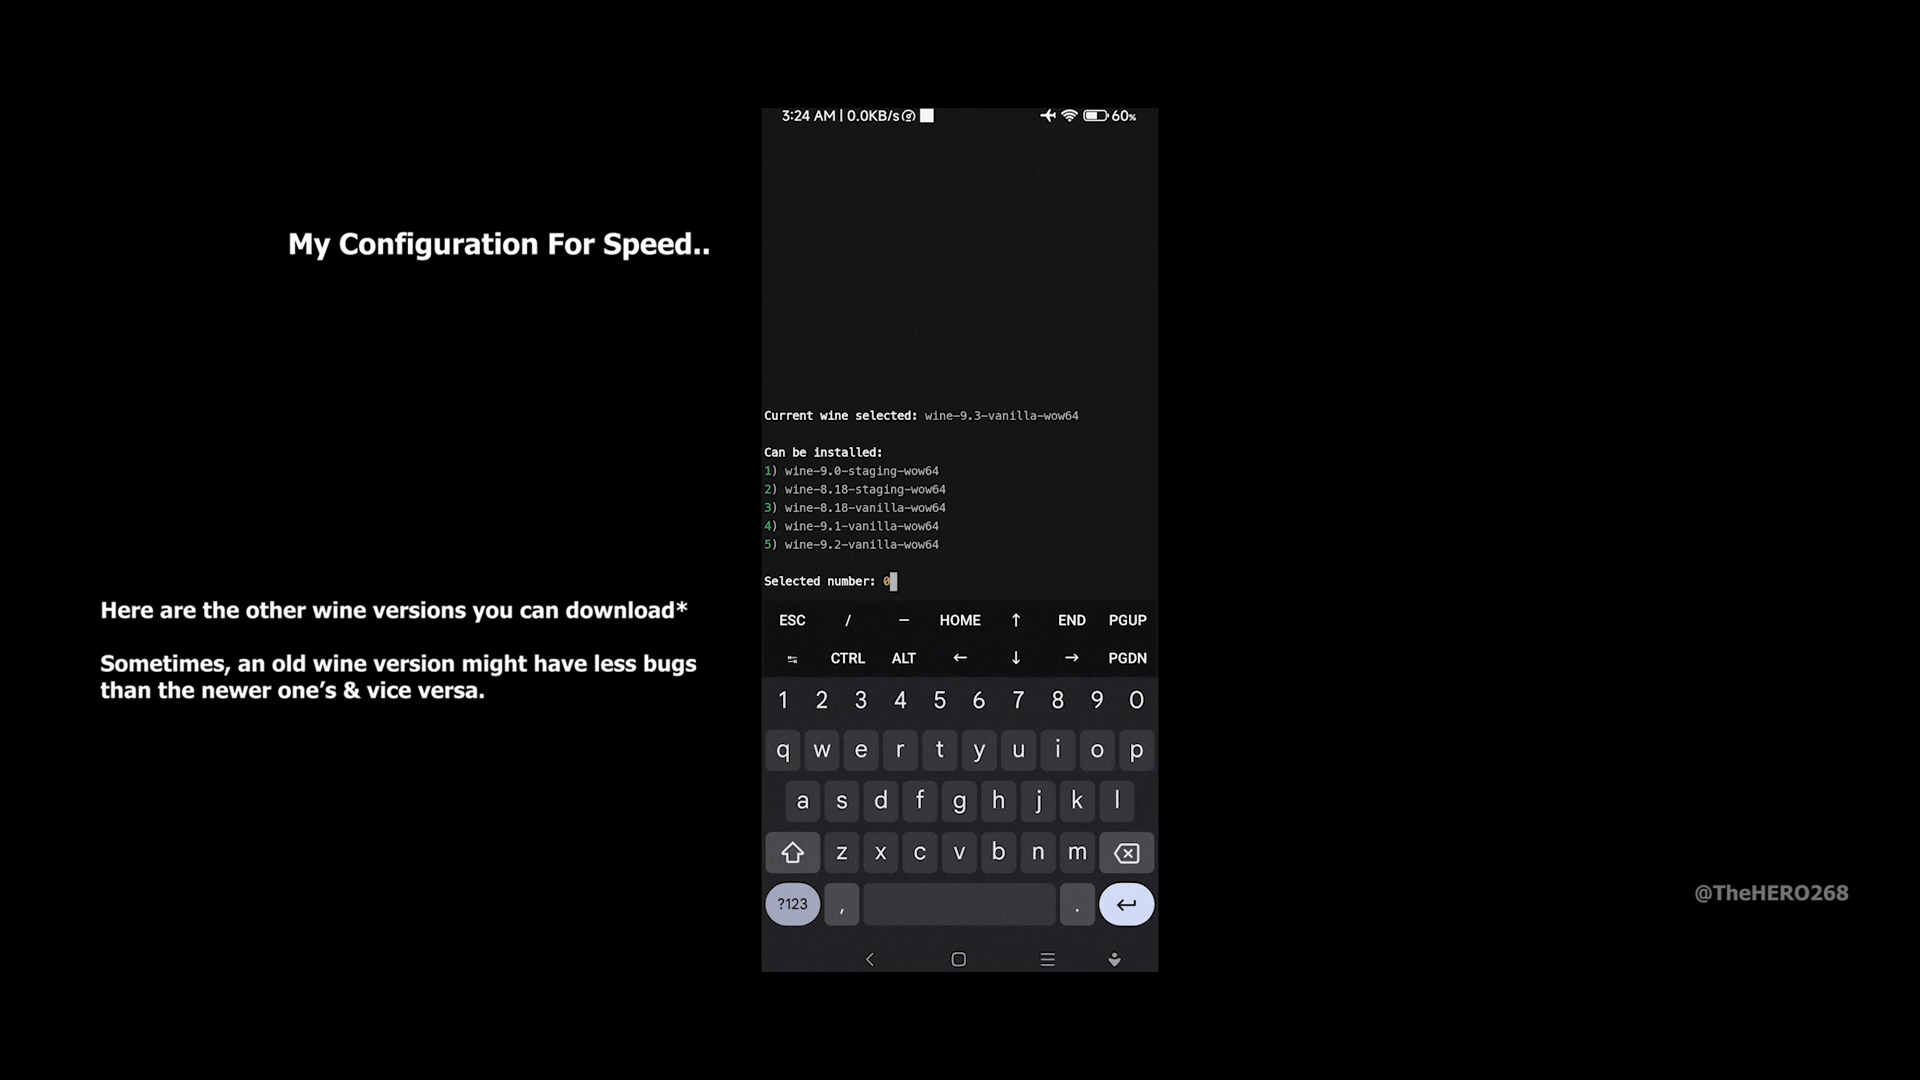 3:24 AM | 0.0KB/s
60%
My Configuration For Speed..
Current wine selected: wine-9.3-vanilla-wow64
Can be installed:
1) wine-9.0-staging-wow64
2) wine-8.18-staging-wow64
3) wine-8.18-vanilla-wow64
4) wine-9.1-vanilla-wow64
5) wine-9.2-vanilla-wow64
Selected number: 0
Here are the other wine versions you can download*
Sometimes, an old wine version might have less bugs
than the newer one’s & vice versa.
ESC / — HOME ↑ END PGUP
↹ CTRL ALT ← ↓ → PGDN
1 2 3 4 5 6 7 8 9 0
q w e r t y u i o p
a s d f g h j k l
z x c v b n m
?123 , .
@TheHERO268